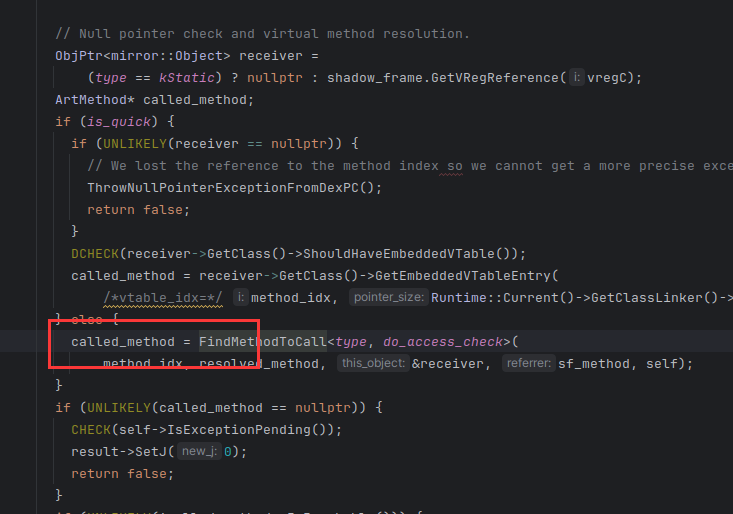 // Null pointer check and virtual method resolution.
ObjPtr<mirror::Object> receiver =
(type == kStatic) ? nullptr : shadow_frame.GetVRegReference( i: vregC);
ArtMethod* called_method;
if (is_quick) {
if (UNLIKELY(receiver == nullptr)) {
// We lost the reference to the method index so we cannot get a more precise exce
ThrowNullPointerExceptionFromDexPC();
return false;
}
DCHECK(receiver->GetClass()->ShouldHaveEmbeddedVTable());
called_method = receiver->GetClass()->GetEmbeddedVTableEntry(
/*vtable_idx=*/ i: method_idx, pointer_size: Runtime::Current()->GetClassLinker()->
} else {
called_method = FindMethodToCall<type, do_access_check>(
method_idx, resolved_method, this_object: &receiver, referrer: sf_method, self);
}
if (UNLIKELY(called_method == nullptr)) {
CHECK(self->IsExceptionPending());
result->SetJ( new_j: 0);
return false;
}